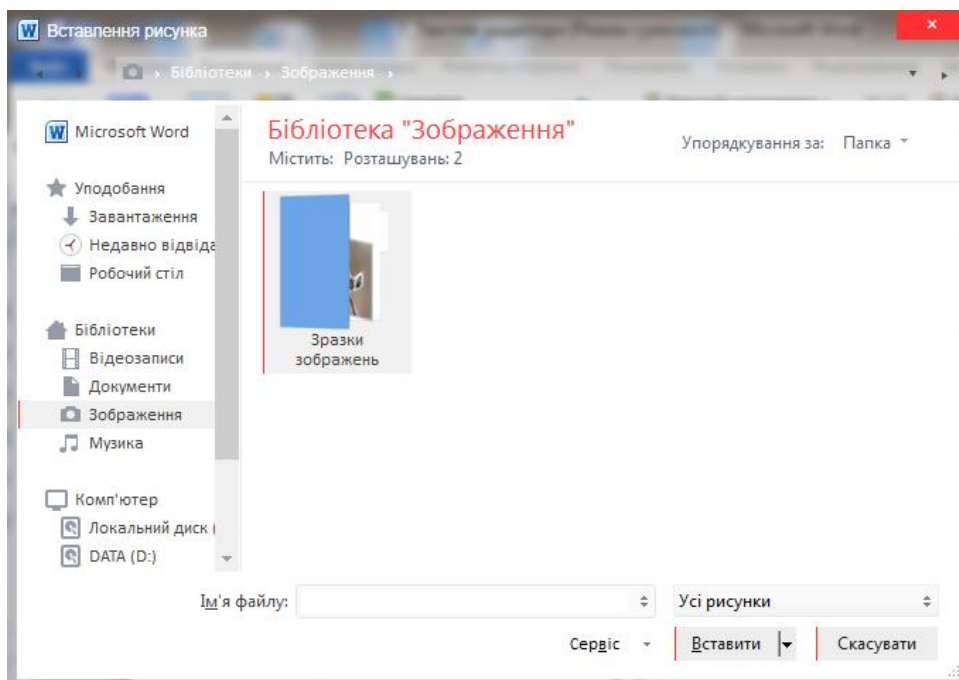 Вставлення рисунка
Бібліотеки Зображення
Microsoft Word
Уподобання
Завантаження
Недавно відвіда
Робочий стіл
Бібліотеки
Відеозаписи
Документи
Зображення
Музика
Комп'ютер
Локальний диск (
DATA (D:)
Бібліотека "Зображення"
Містить: Розташувань: 2
Упорядкування за: Папка
Зразки
зображень
Ім'я файлу:
Усі рисунки
Сервіс
Вставити
Скасувати